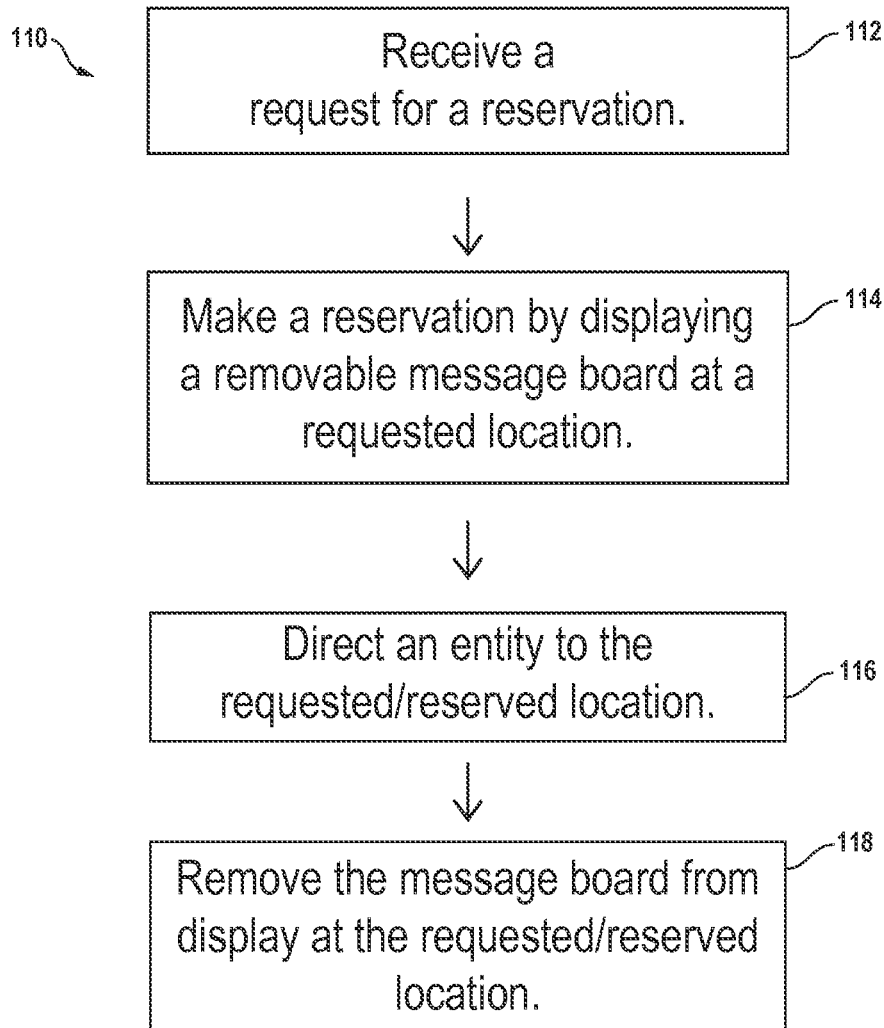 110
112
Receive a
request for a reservation.
114
Make a reservation by displaying
a removable message board at a
requested location.
Direct an entity to the
requested/reserved location.
116
118
Remove the message board from
display at the requested/reserved
location.